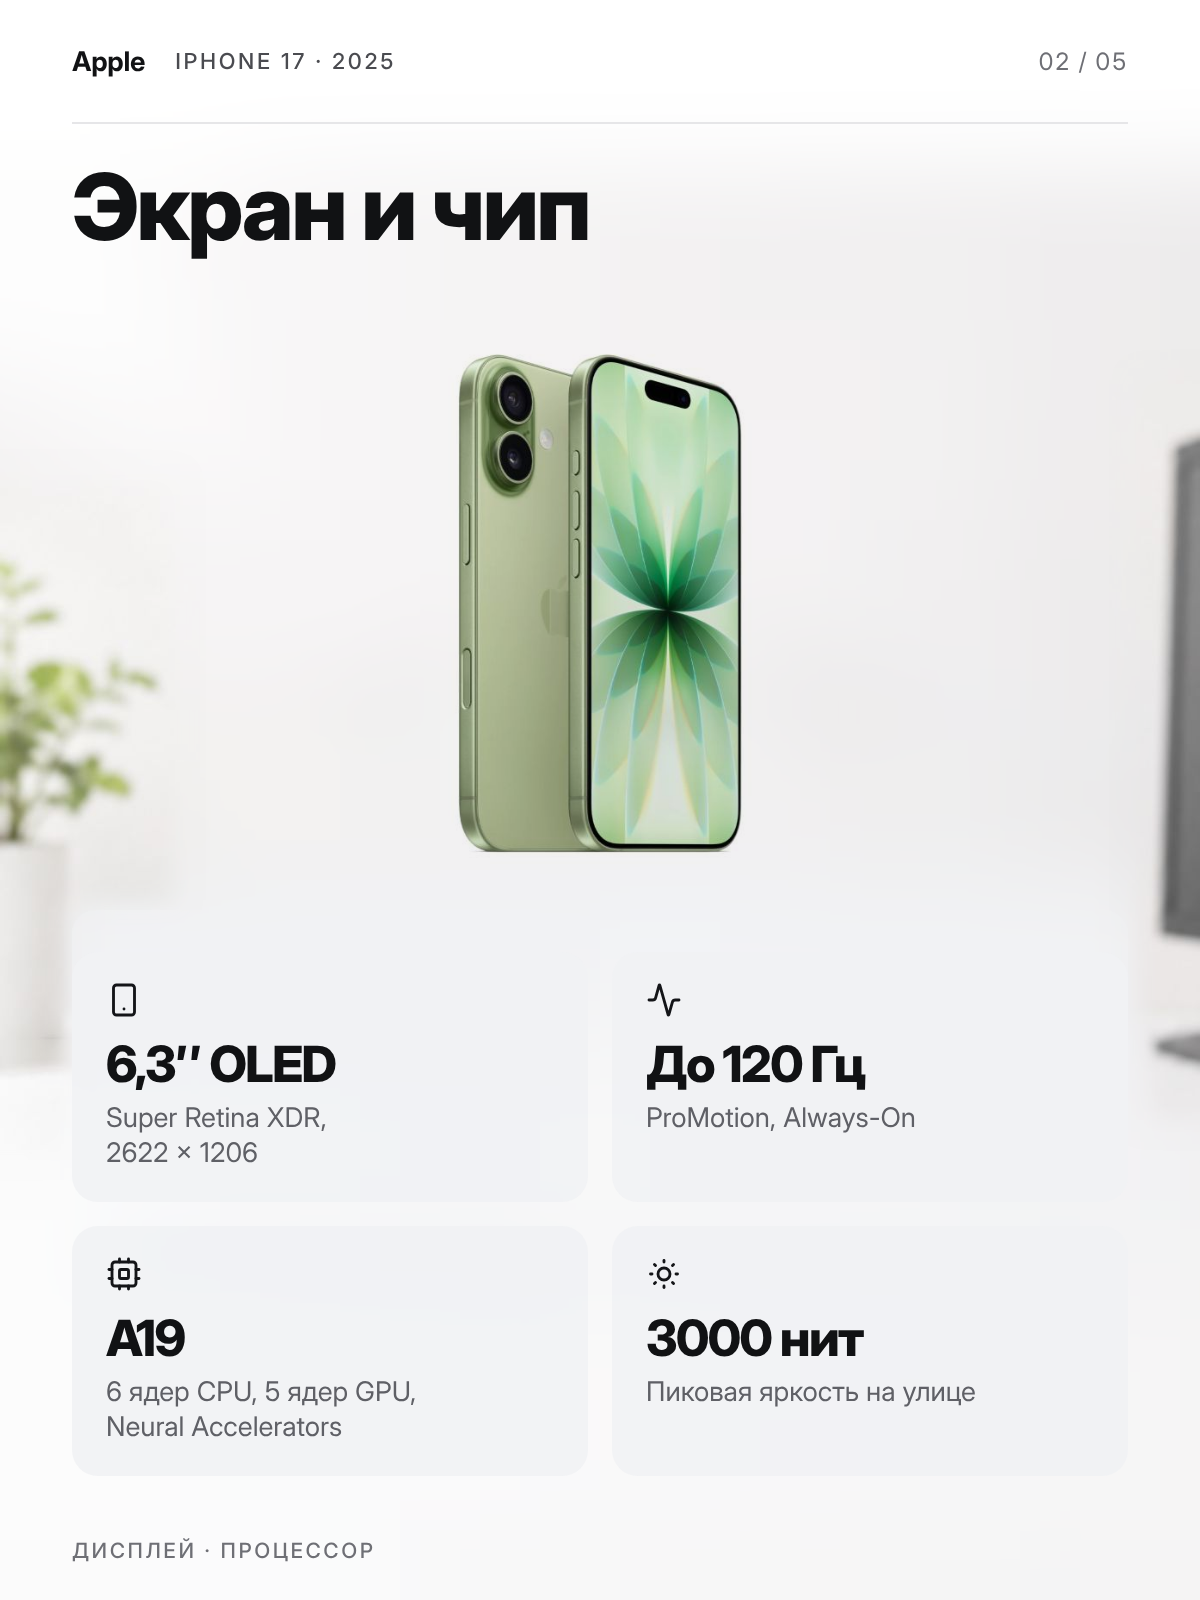 Apple IPHONE 17 · 2025 02 / 05
Экран и чип
6,3″ OLED
Super Retina XDR,
2622 × 1206
До 120 Гц
ProMotion, Always-On
A19
6 ядер CPU, 5 ядер GPU,
Neural Accelerators
3000 нит
Пиковая яркость на улице
ДИСПЛЕЙ · ПРОЦЕССОР